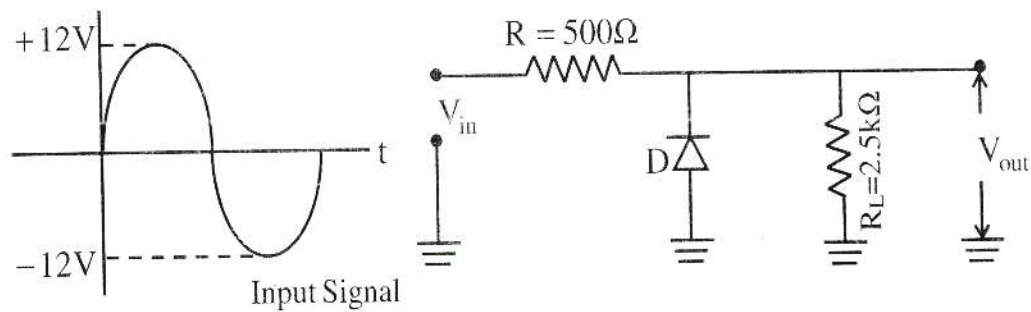 +12V
t
−12V
Input Signal
R = 500Ω
V_in
D
R_L=2.5kΩ
V_out